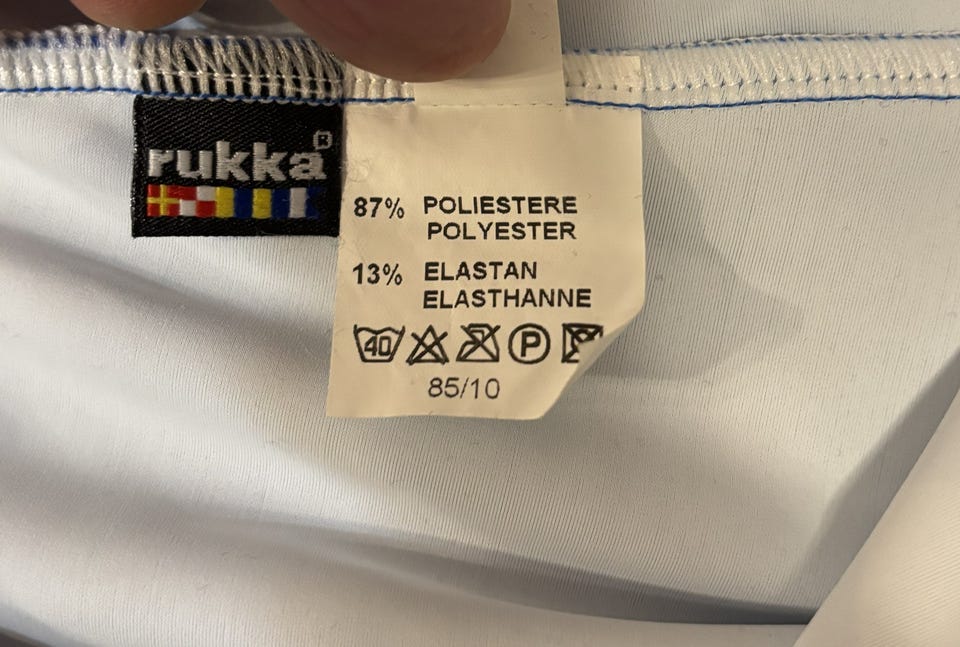 rukka®
87% POLIESTERE
POLYESTER
13% ELASTAN
ELASTHANNE
40 P
85/10